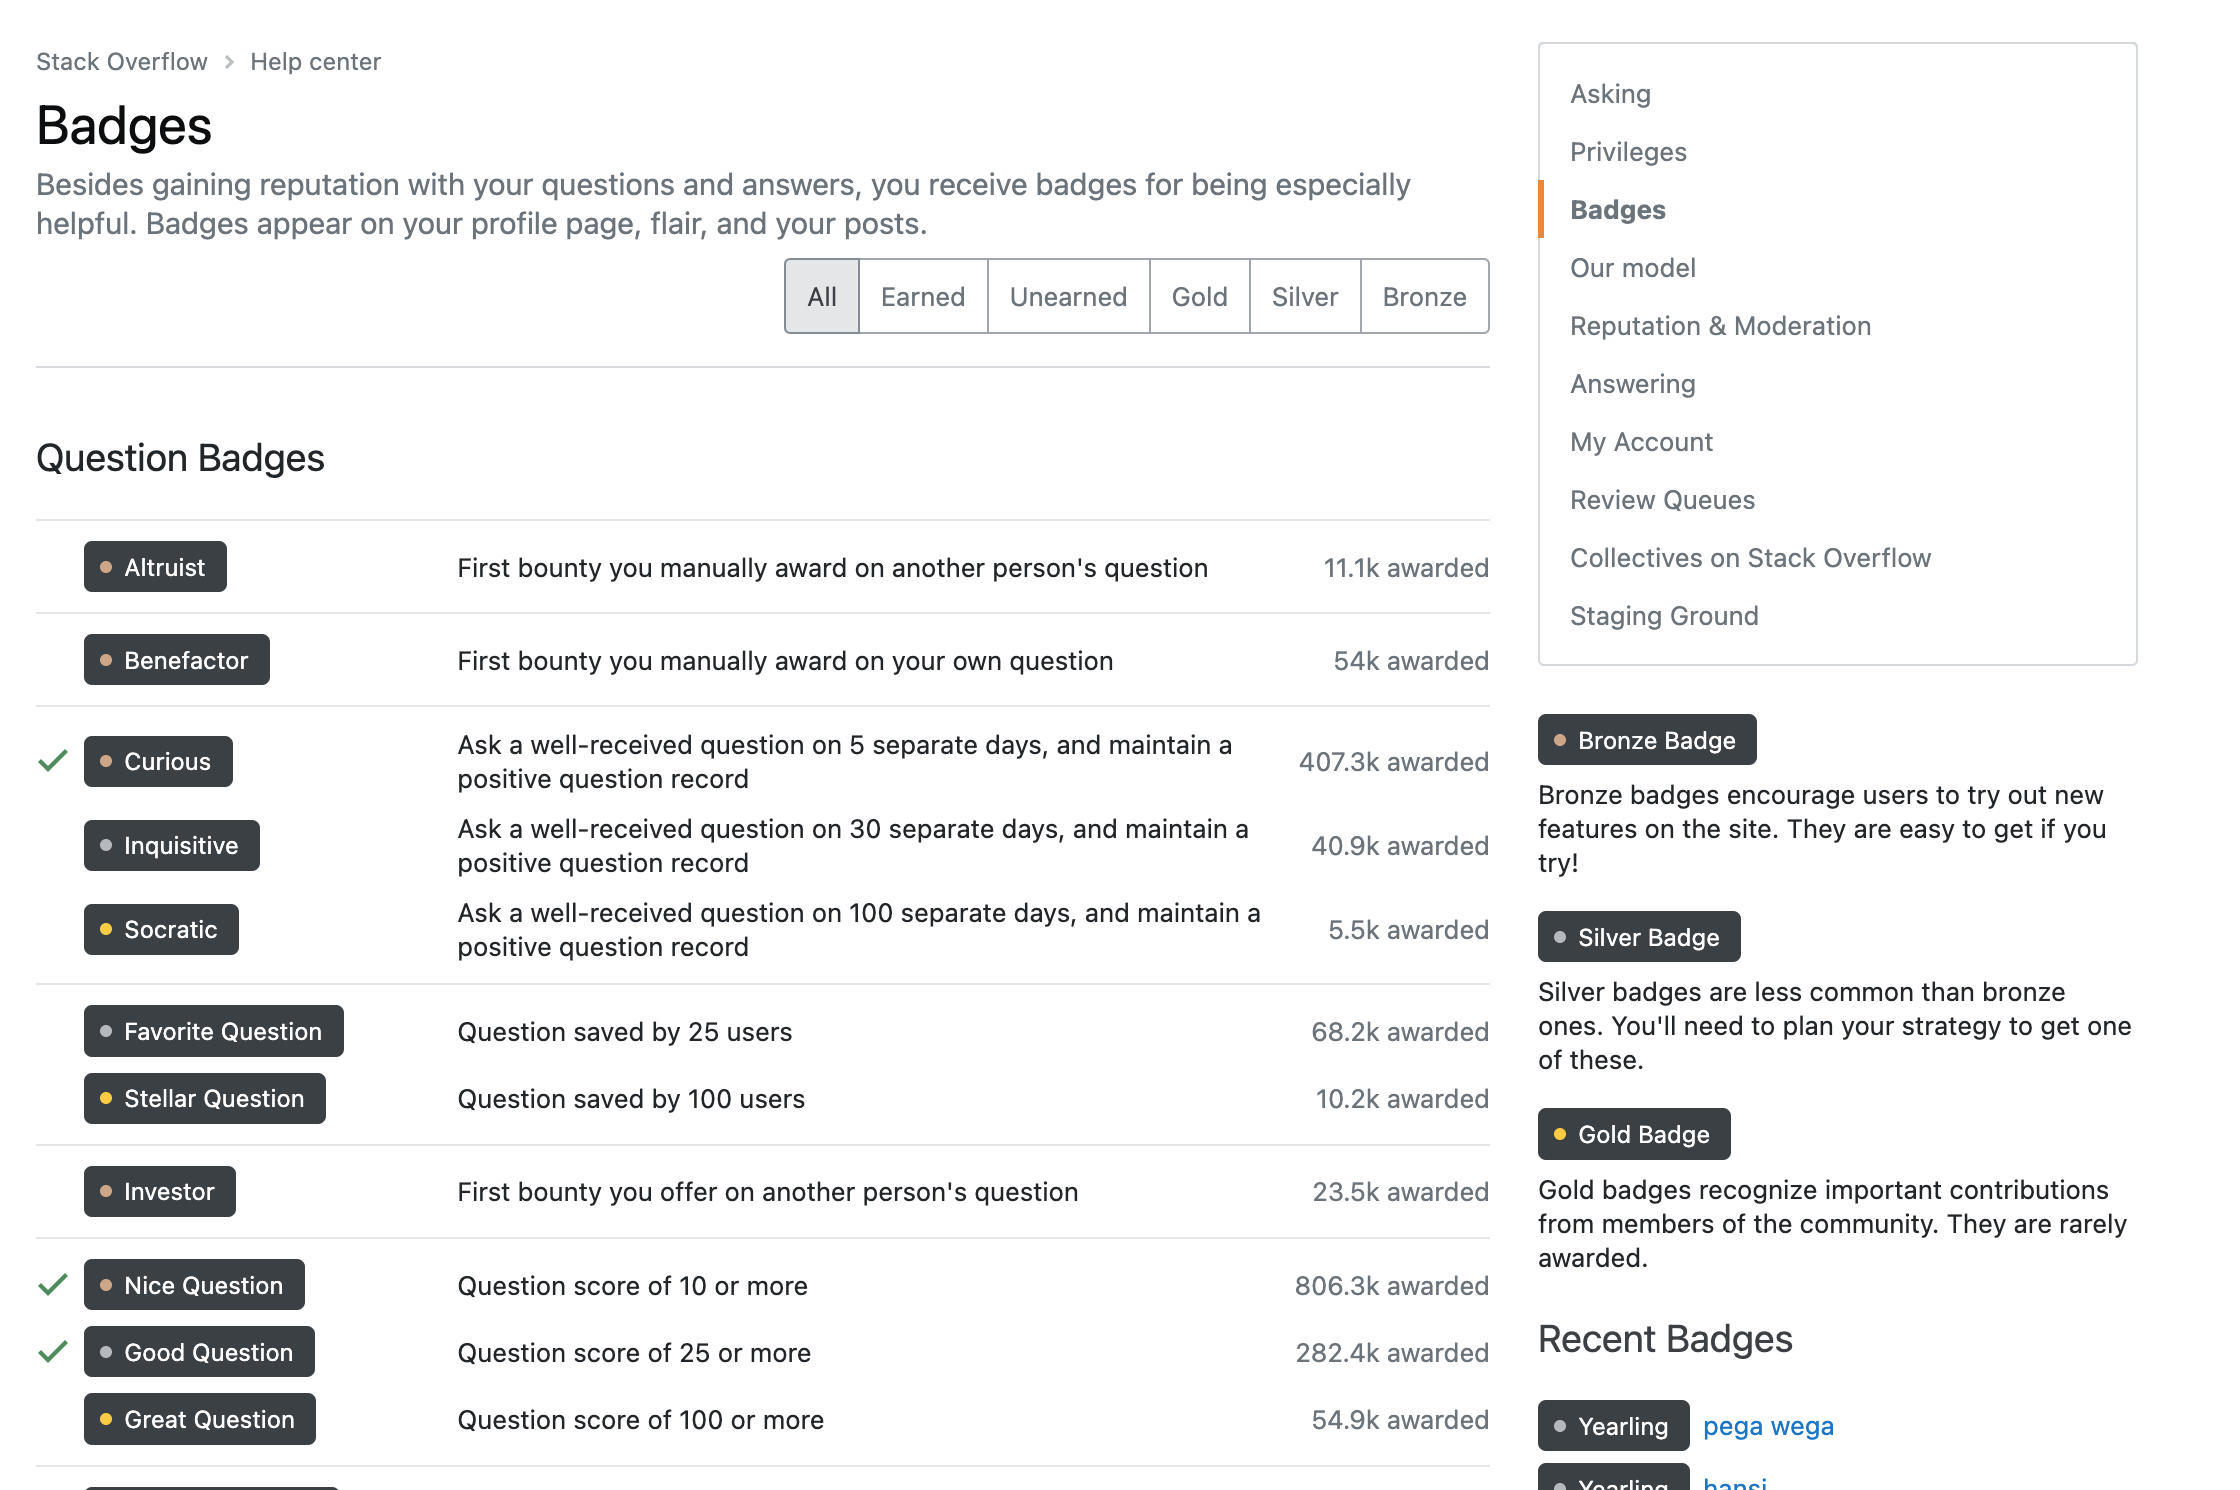 Stack Overflow > Help center
Badges
Besides gaining reputation with your questions and answers, you receive badges for being especially
helpful. Badges appear on your profile page, flair, and your posts.
All Earned Unearned Gold Silver Bronze
Question Badges
Altruist First bounty you manually award on another person's question 11.1k awarded
Benefactor First bounty you manually award on your own question 54k awarded
Curious Ask a well-received question on 5 separate days, and maintain a
positive question record 407.3k awarded
Inquisitive Ask a well-received question on 30 separate days, and maintain a
positive question record 40.9k awarded
Socratic Ask a well-received question on 100 separate days, and maintain a
positive question record 5.5k awarded
Favorite Question Question saved by 25 users 68.2k awarded
Stellar Question Question saved by 100 users 10.2k awarded
Investor First bounty you offer on another person's question 23.5k awarded
Nice Question Question score of 10 or more 806.3k awarded
Good Question Question score of 25 or more 282.4k awarded
Great Question Question score of 100 or more 54.9k awarded
Asking
Privileges
Badges
Our model
Reputation & Moderation
Answering
My Account
Review Queues
Collectives on Stack Overflow
Staging Ground
Bronze Badge
Bronze badges encourage users to try out new
features on the site. They are easy to get if you
try!
Silver Badge
Silver badges are less common than bronze
ones. You'll need to plan your strategy to get one
of these.
Gold Badge
Gold badges recognize important contributions
from members of the community. They are rarely
awarded.
Recent Badges
Yearling pega wega
Yearling hansi